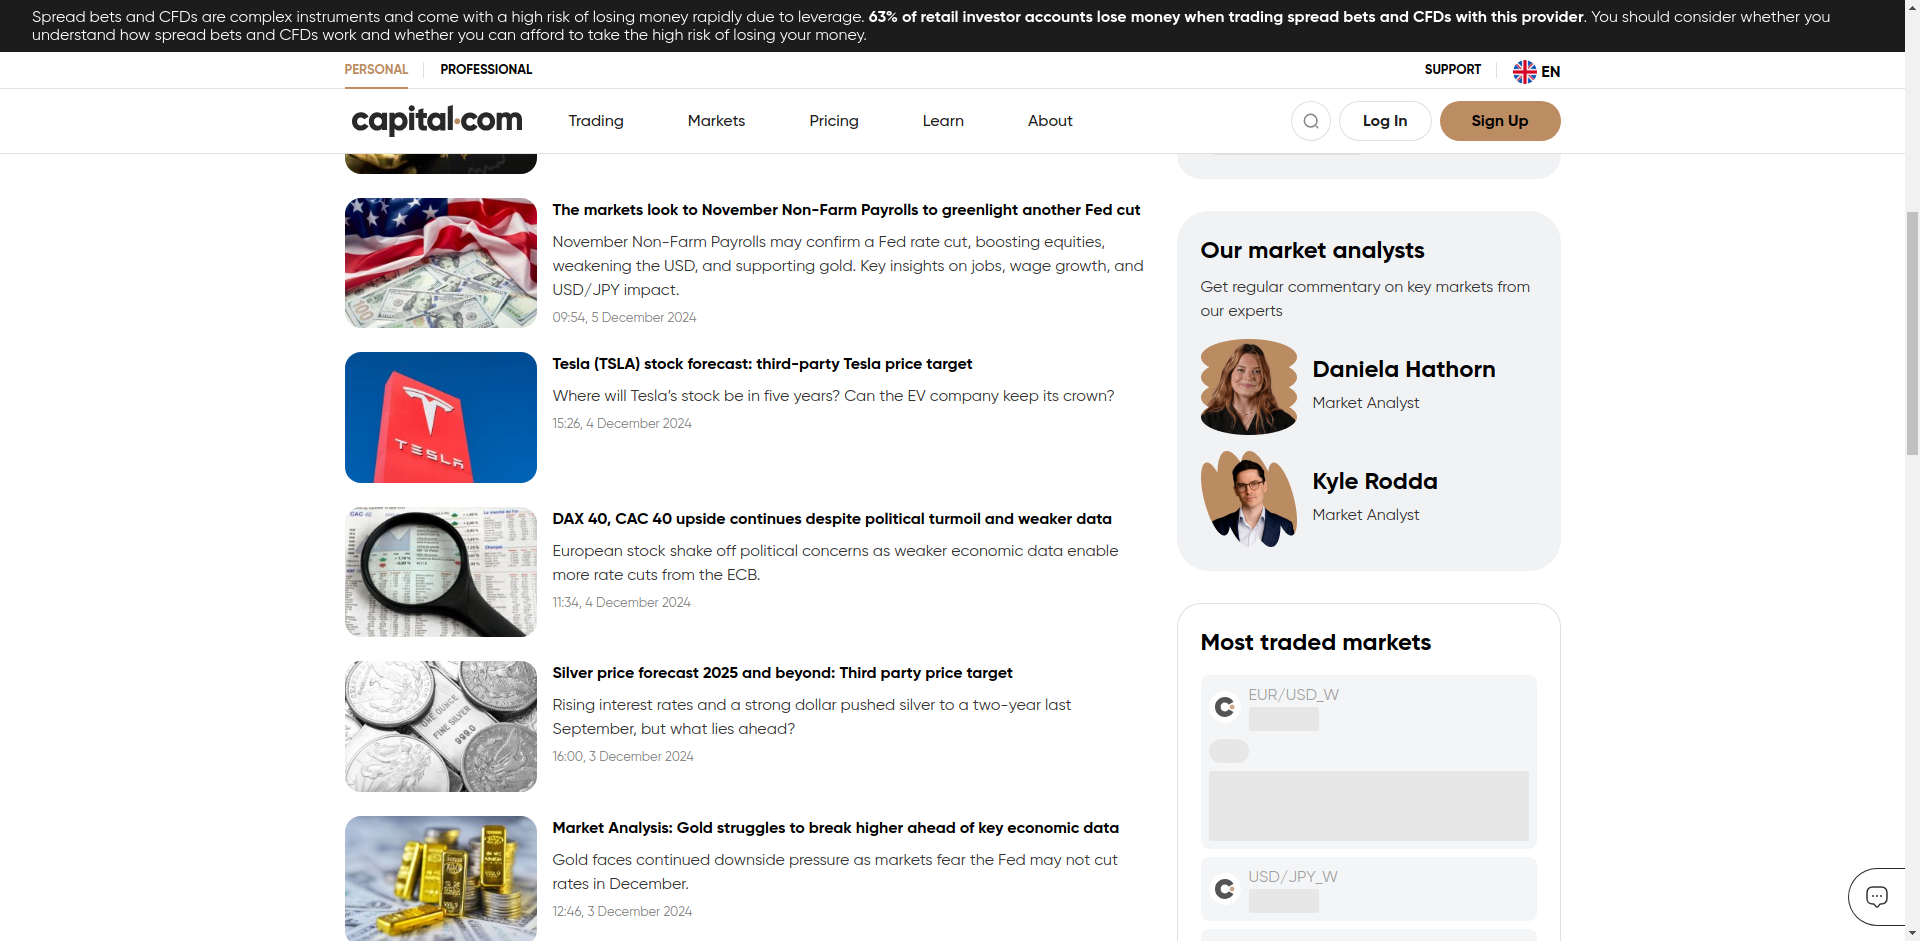 Spread bets and CFDs are complex instruments and come with a high risk of losing money rapidly due to leverage. 63% of retail investor accounts lose money when trading spread bets and CFDs with this provider. You should consider whether you
understand how spread bets and CFDs work and whether you can afford to take the high risk of losing your money.
PERSONAL PROFESSIONAL SUPPORT EN
capital.com Trading Markets Pricing Learn About Log In Sign Up
The markets look to November Non-Farm Payrolls to greenlight another Fed cut
November Non-Farm Payrolls may confirm a Fed rate cut, boosting equities,
weakening the USD, and supporting gold. Key insights on jobs, wage growth, and
USD/JPY impact.
09:54, 5 December 2024
TESLA
Tesla (TSLA) stock forecast: third-party Tesla price target
Where will Tesla’s stock be in five years? Can the EV company keep its crown?
15:26, 4 December 2024
CAC 40
DAX 40, CAC 40 upside continues despite political turmoil and weaker data
European stock shake off political concerns as weaker economic data enable
more rate cuts from the ECB.
11:34, 4 December 2024
ONE OUNCE
FINE SILVER
999.0
Silver price forecast 2025 and beyond: Third party price target
Rising interest rates and a strong dollar pushed silver to a two-year last
September, but what lies ahead?
16:00, 3 December 2024
Market Analysis: Gold struggles to break higher ahead of key economic data
Gold faces continued downside pressure as markets fear the Fed may not cut
rates in December.
12:46, 3 December 2024
Our market analysts
Get regular commentary on key markets from
our experts
Daniela Hathorn
Market Analyst
Kyle Rodda
Market Analyst
Most traded markets
EUR/USD_W
USD/JPY_W